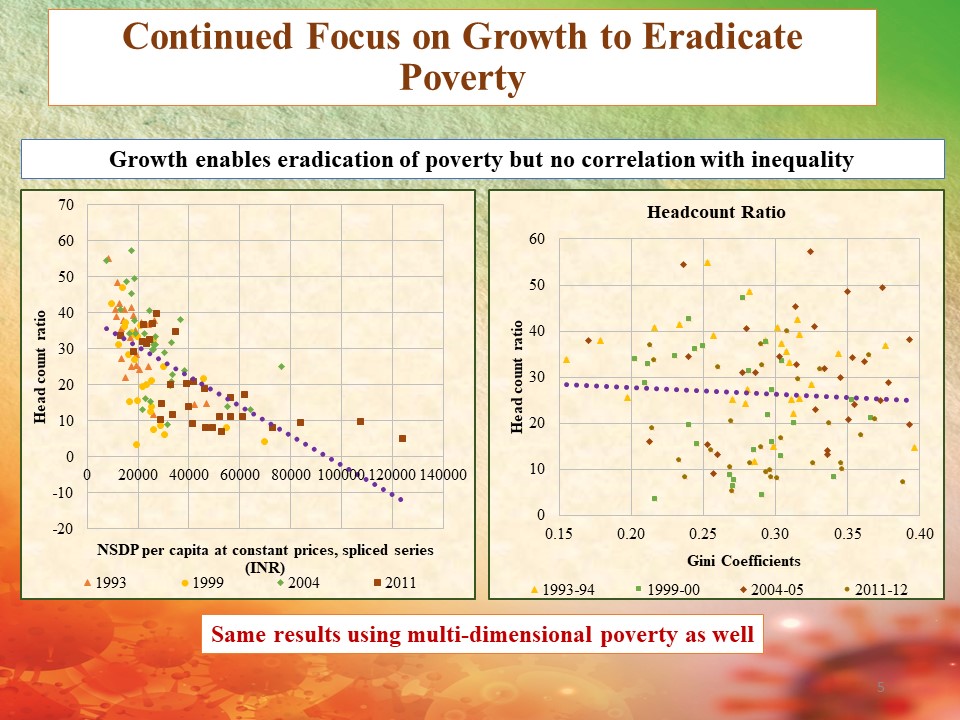 Continued Focus on Growth to Eradicate
Poverty
Growth enables eradication of poverty but no correlation with inequality
70
60
50
40
30
20
10
0
-10
-20
Head count ratio
0 20000 40000 60000 80000 100000 120000 140000
NSDP per capita at constant prices, spliced series
(INR)
1993 1999 2004 2011
Headcount Ratio
60
50
40
30
20
10
0
Head count ratio
0.15 0.20 0.25 0.30 0.35 0.40
Gini Coefficients
1993-94 1999-00 2004-05 2011-12
Same results using multi-dimensional poverty as well
5